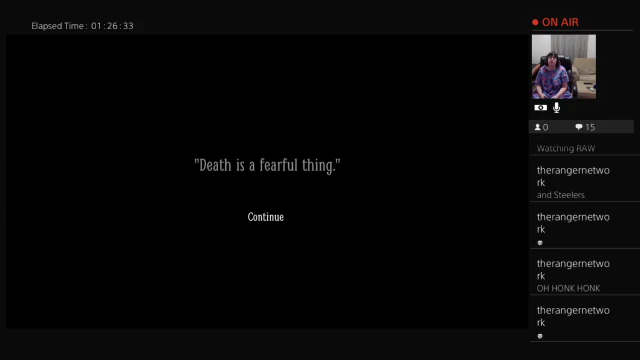 Elapsed Time : 01 : 26 : 33
ON AIR
"Death is a fearful thing."
Continue
0 15
Watching RAW
therangernetwo
rk
and Steelers
therangernetwo
rk
therangernetwo
rk
OH HONK HONK
therangernetwo
rk